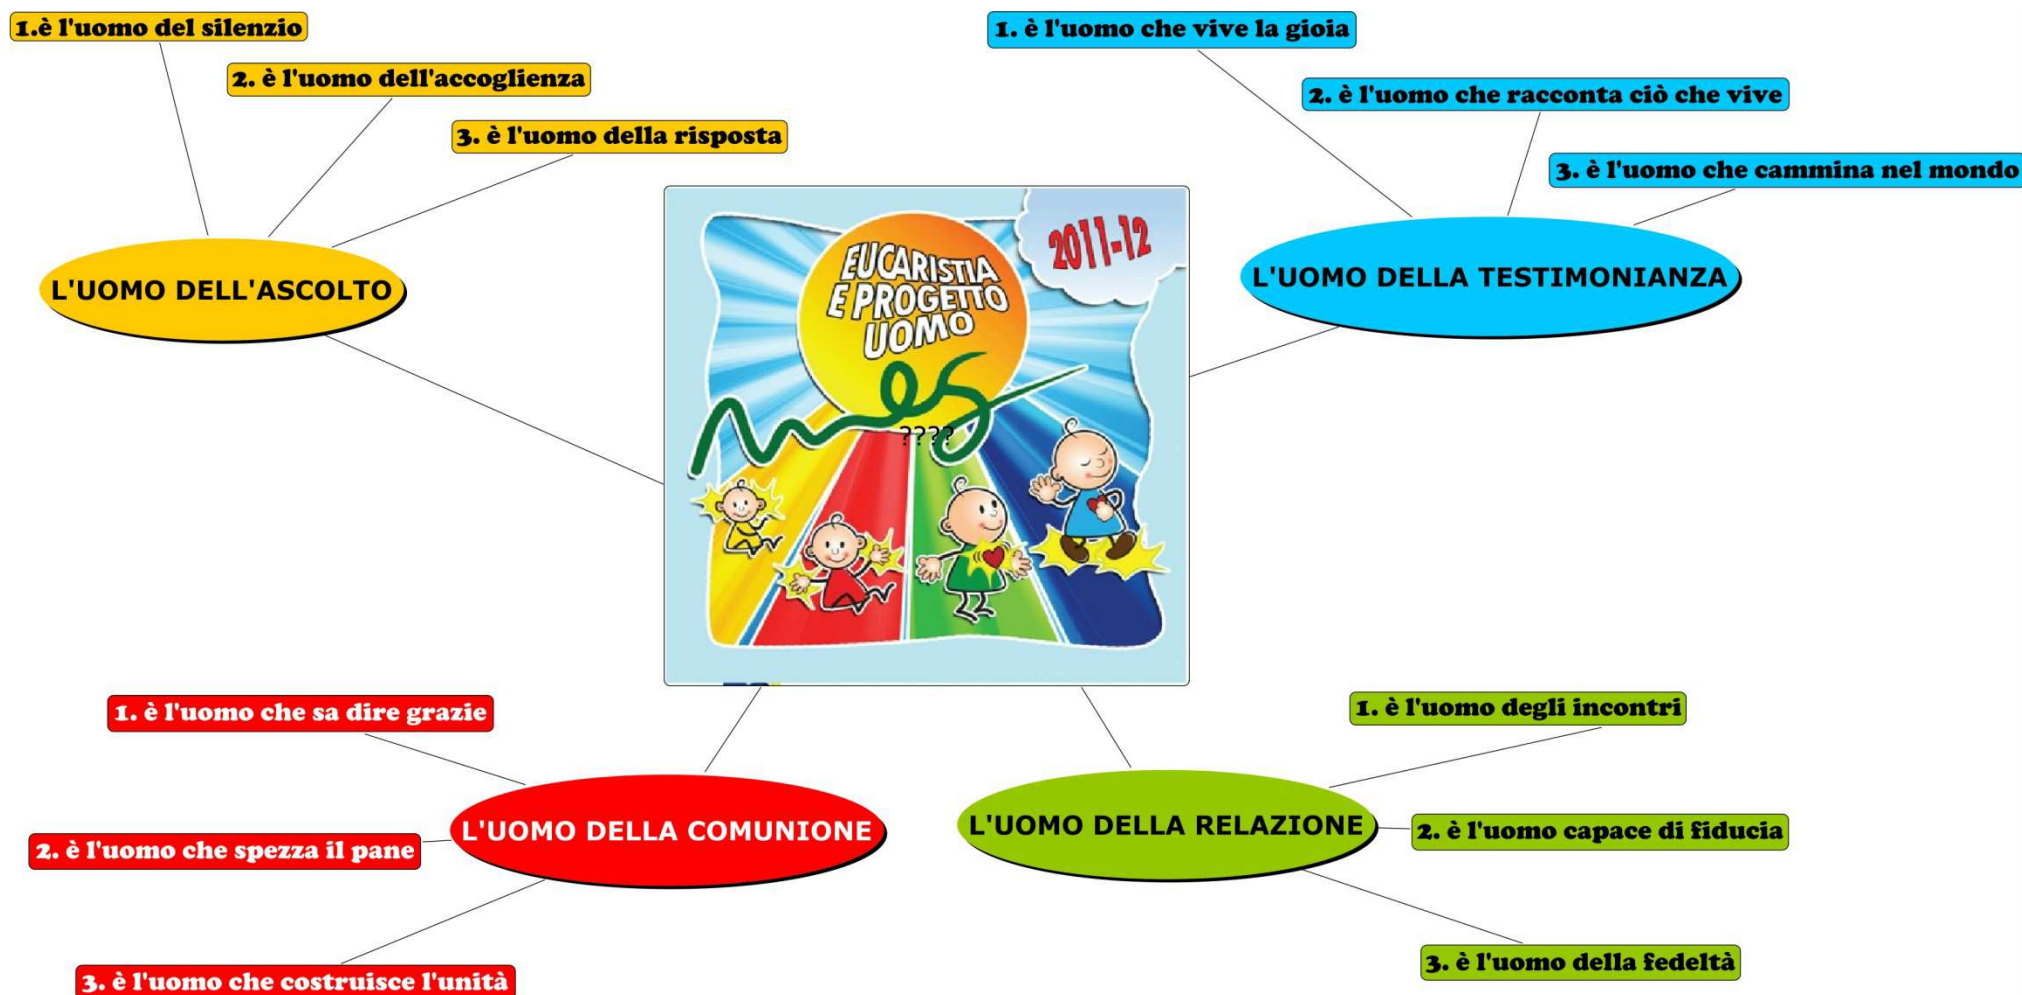 1.è l'uomo del silenzio
2. è l'uomo dell'accoglienza
3. è l'uomo della risposta
L'UOMO DELL'ASCOLTO
1. è l'uomo che vive la gioia
2. è l'uomo che racconta ciò che vive
3. è l'uomo che cammina nel mondo
L'UOMO DELLA TESTIMONIANZA
2011-12
EUCARISTIA
E PROGETTO
UOMO
meg
????
1. è l'uomo che sa dire grazie
2. è l'uomo che spezza il pane
3. è l'uomo che costruisce l'unità
L'UOMO DELLA COMUNIONE
1. è l'uomo degli incontri
L'UOMO DELLA RELAZIONE
2. è l'uomo capace di fiducia
3. è l'uomo della fedeltà